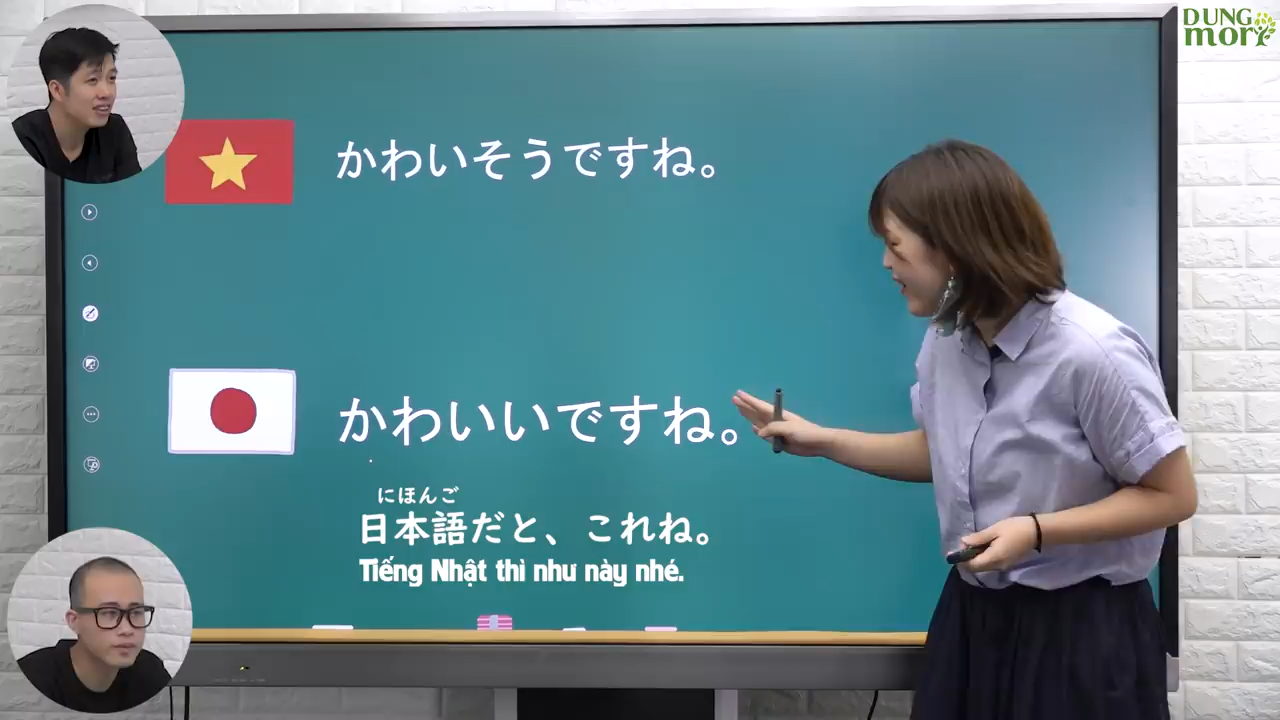 DUNG
mori
かわいそうですね。
かわいいですね。
にほんご
日本語だと、これね。
Tiếng Nhật thì như này nhé.